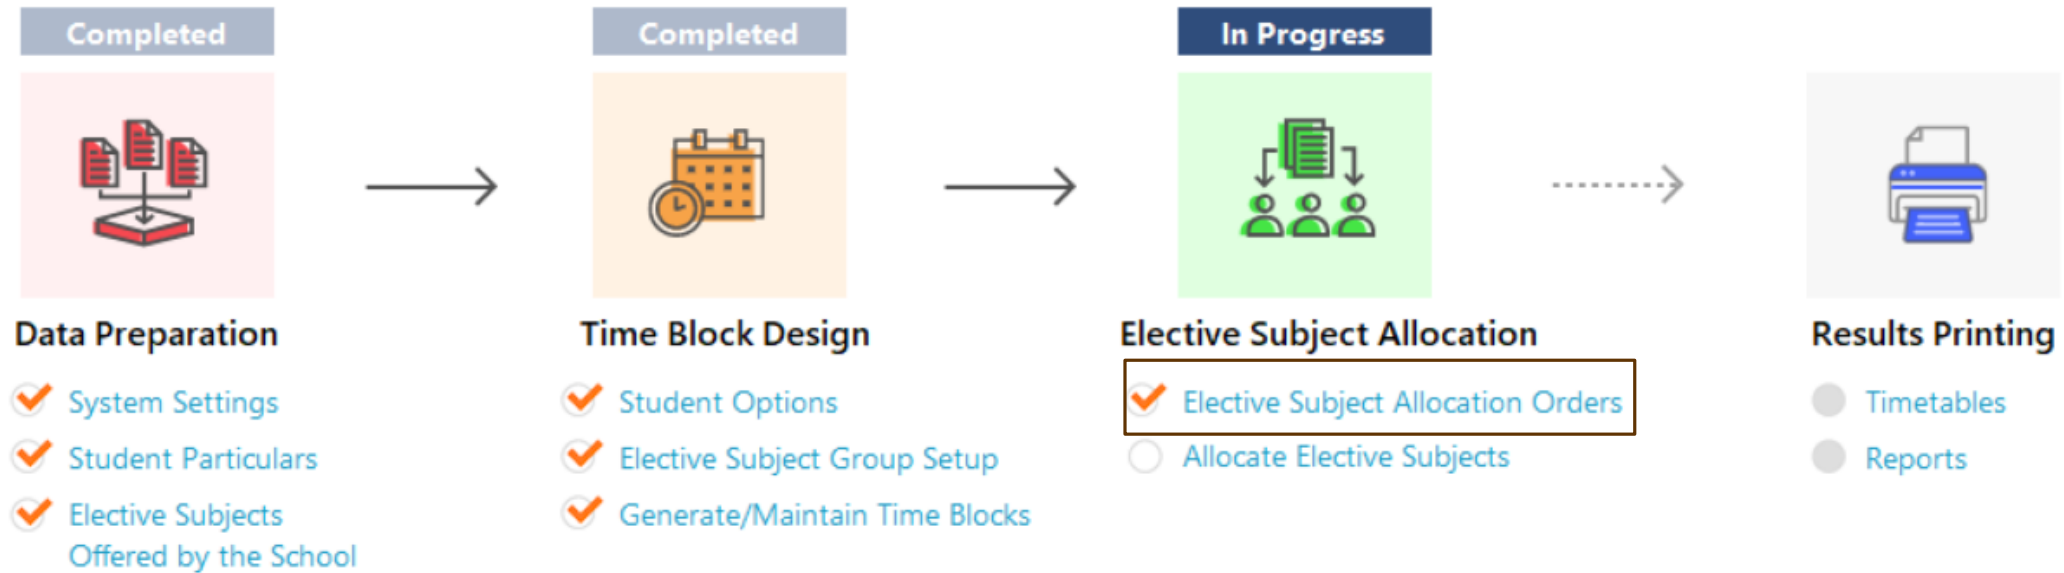 Completed
Completed
In Progress
Data Preparation
System Settings
Student Particulars
Elective Subjects
Offered by the School
Time Block Design
Student Options
Elective Subject Group Setup
Generate/Maintain Time Blocks
Elective Subject Allocation
Elective Subject Allocation Orders
Allocate Elective Subjects
Results Printing
Timetables
Reports